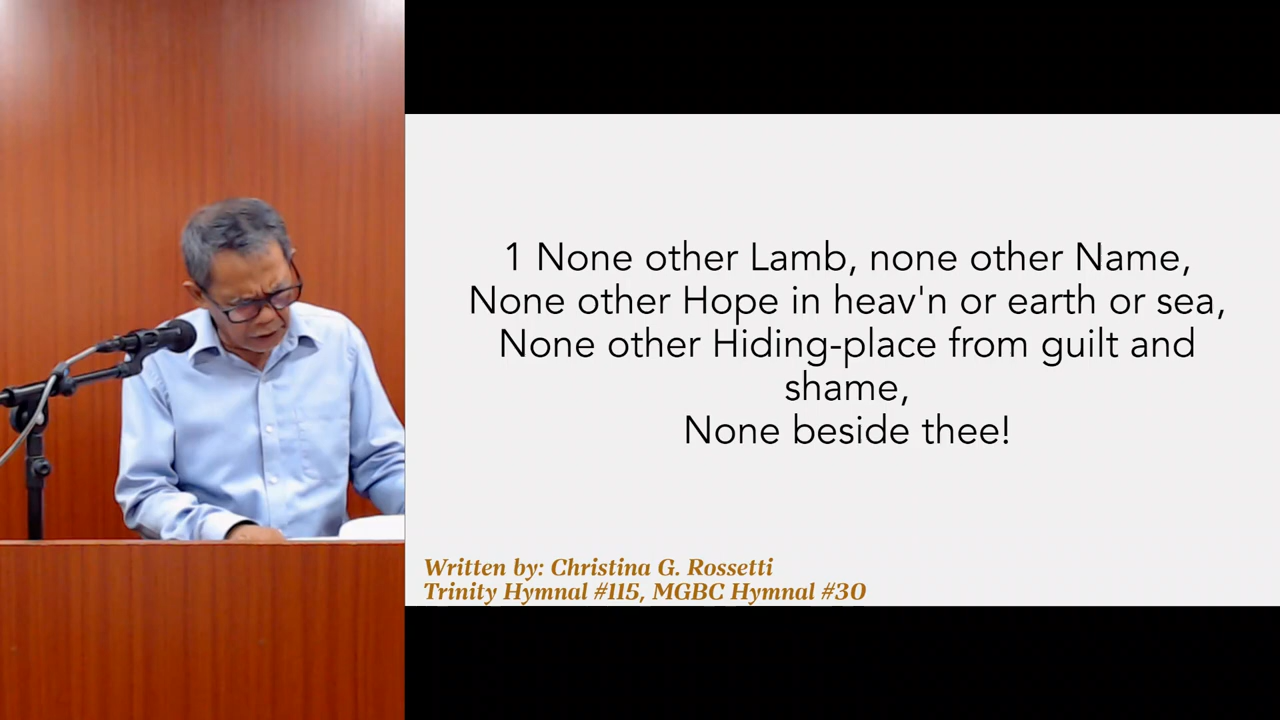 1 None other Lamb, none other Name,
None other Hope in heav'n or earth or sea,
None other Hiding-place from guilt and
shame,
None beside thee!
Written by: Christina G. Rossetti
Trinity Hymnal #115, MGBC Hymnal #30